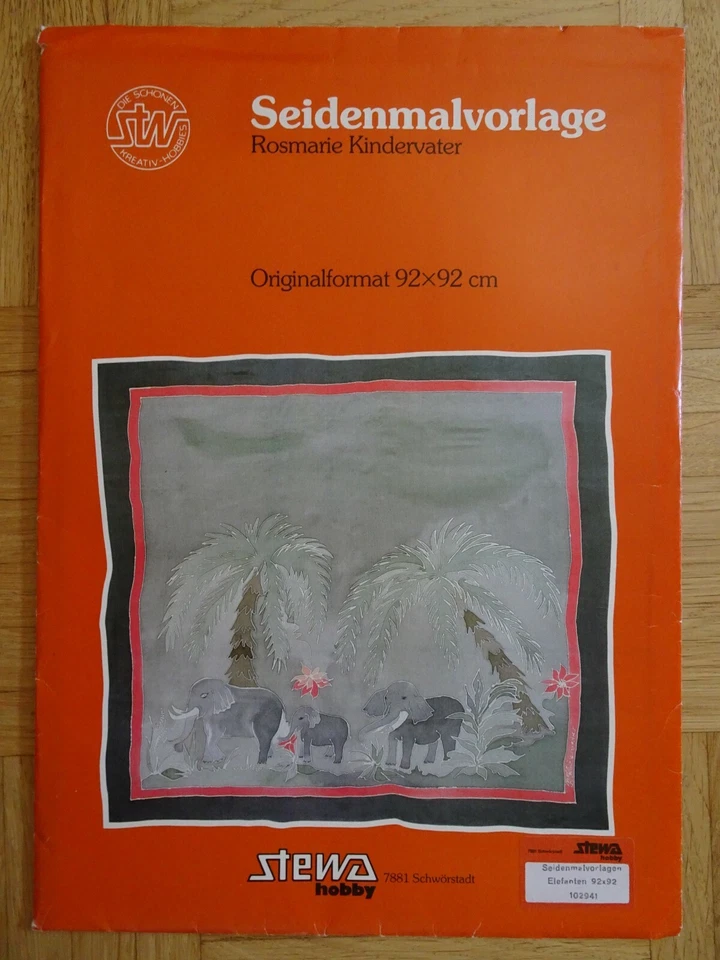 DIE SCHÖNEN
STW
KREATIV-HOBBIES
Seidenmalvorlage
Rosmarie Kindervater
Originalformat 92×92 cm
stewa
hobby
7881 Schwörstadt
stewa
hobby
Seidenmalvorlagen
Elefanten 92x92
102941